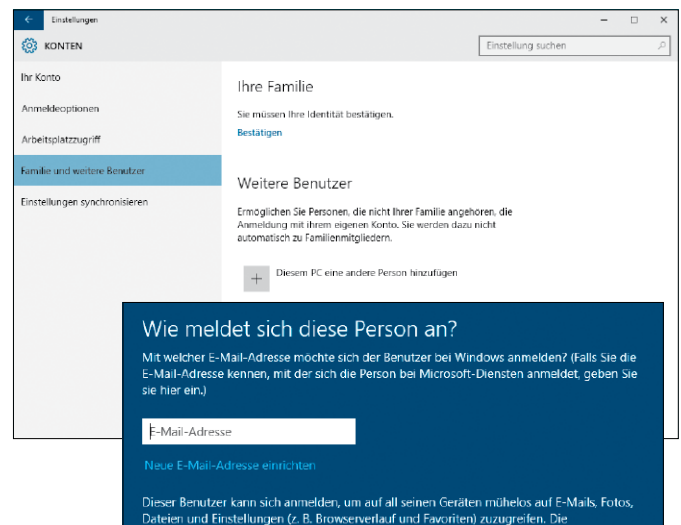 Einstellungen
KONTEN
Einstellung suchen
Ihr Konto
Anmeldeoptionen
Arbeitsplatzzugriff
Familie und weitere Benutzer
Einstellungen synchronisieren
Ihre Familie
Sie müssen Ihre Identität bestätigen.
Bestätigen
Weitere Benutzer
Ermöglichen Sie Personen, die nicht Ihrer Familie angehören, die
Anmeldung mit ihrem eigenen Konto. Sie werden dazu nicht
automatisch zu Familienmitgliedern.
Diesem PC eine andere Person hinzufügen
Wie meldet sich diese Person an?
Mit welcher E-Mail-Adresse möchte sich der Benutzer bei Windows anmelden? (Falls Sie die
E-Mail-Adresse kennen, mit der sich die Person bei Microsoft-Diensten anmeldet, geben Sie
sie hier ein.)
E-Mail-Adresse
Neue E-Mail-Adresse einrichten
Dieser Benutzer kann sich anmelden, um auf all seinen Geräten mühelos auf E-Mails, Fotos,
Dateien und Einstellungen (z. B. Browserverlauf und Favoriten) zuzugreifen. Die